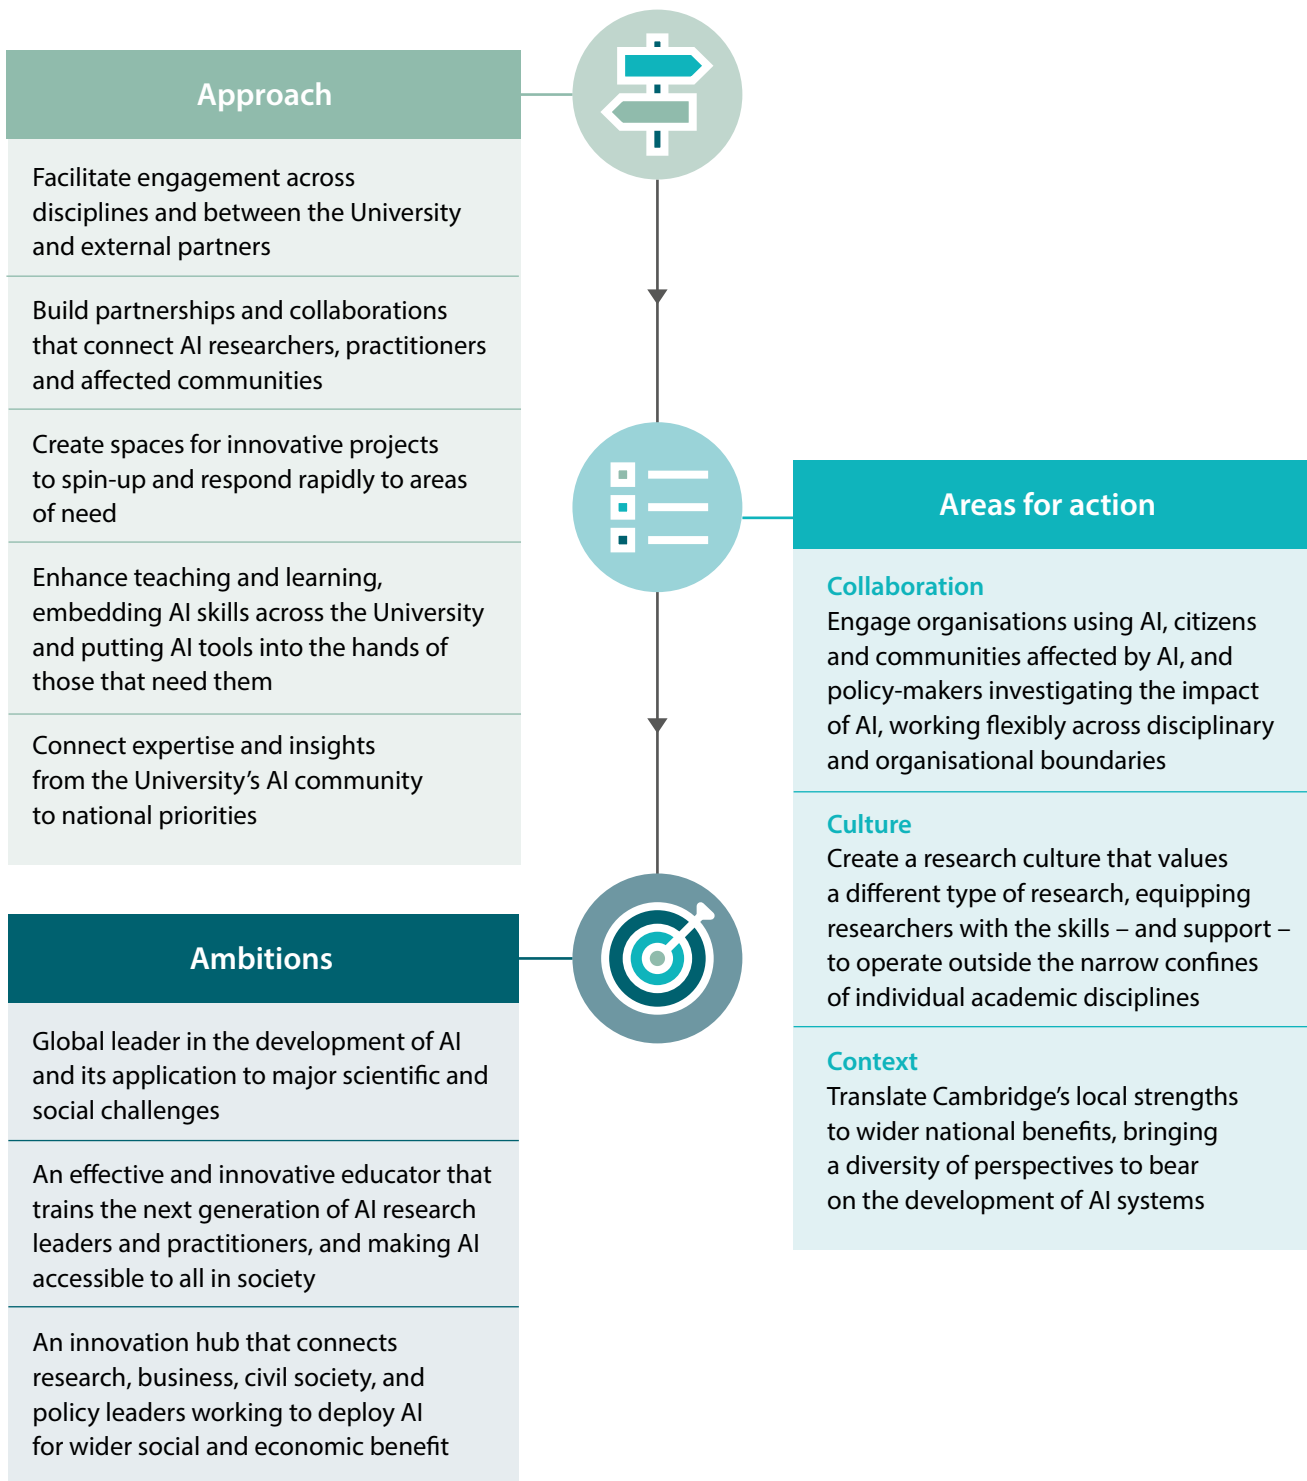 Approach
Facilitate engagement across
disciplines and between the University
and external partners
Build partnerships and collaborations
that connect AI researchers, practitioners
and affected communities
Create spaces for innovative projects
to spin-up and respond rapidly to areas
of need
Enhance teaching and learning,
embedding AI skills across the University
and putting AI tools into the hands of
those that need them
Connect expertise and insights
from the University’s AI community
to national priorities
Areas for action
Collaboration
Engage organisations using AI, citizens
and communities affected by AI, and
policy-makers investigating the impact
of AI, working flexibly across disciplinary
and organisational boundaries
Culture
Create a research culture that values
a different type of research, equipping
researchers with the skills – and support –
to operate outside the narrow confines
of individual academic disciplines
Context
Translate Cambridge’s local strengths
to wider national benefits, bringing
a diversity of perspectives to bear
on the development of AI systems
Ambitions
Global leader in the development of AI
and its application to major scientific and
social challenges
An effective and innovative educator that
trains the next generation of AI research
leaders and practitioners, and making AI
accessible to all in society
An innovation hub that connects
research, business, civil society, and
policy leaders working to deploy AI
for wider social and economic benefit